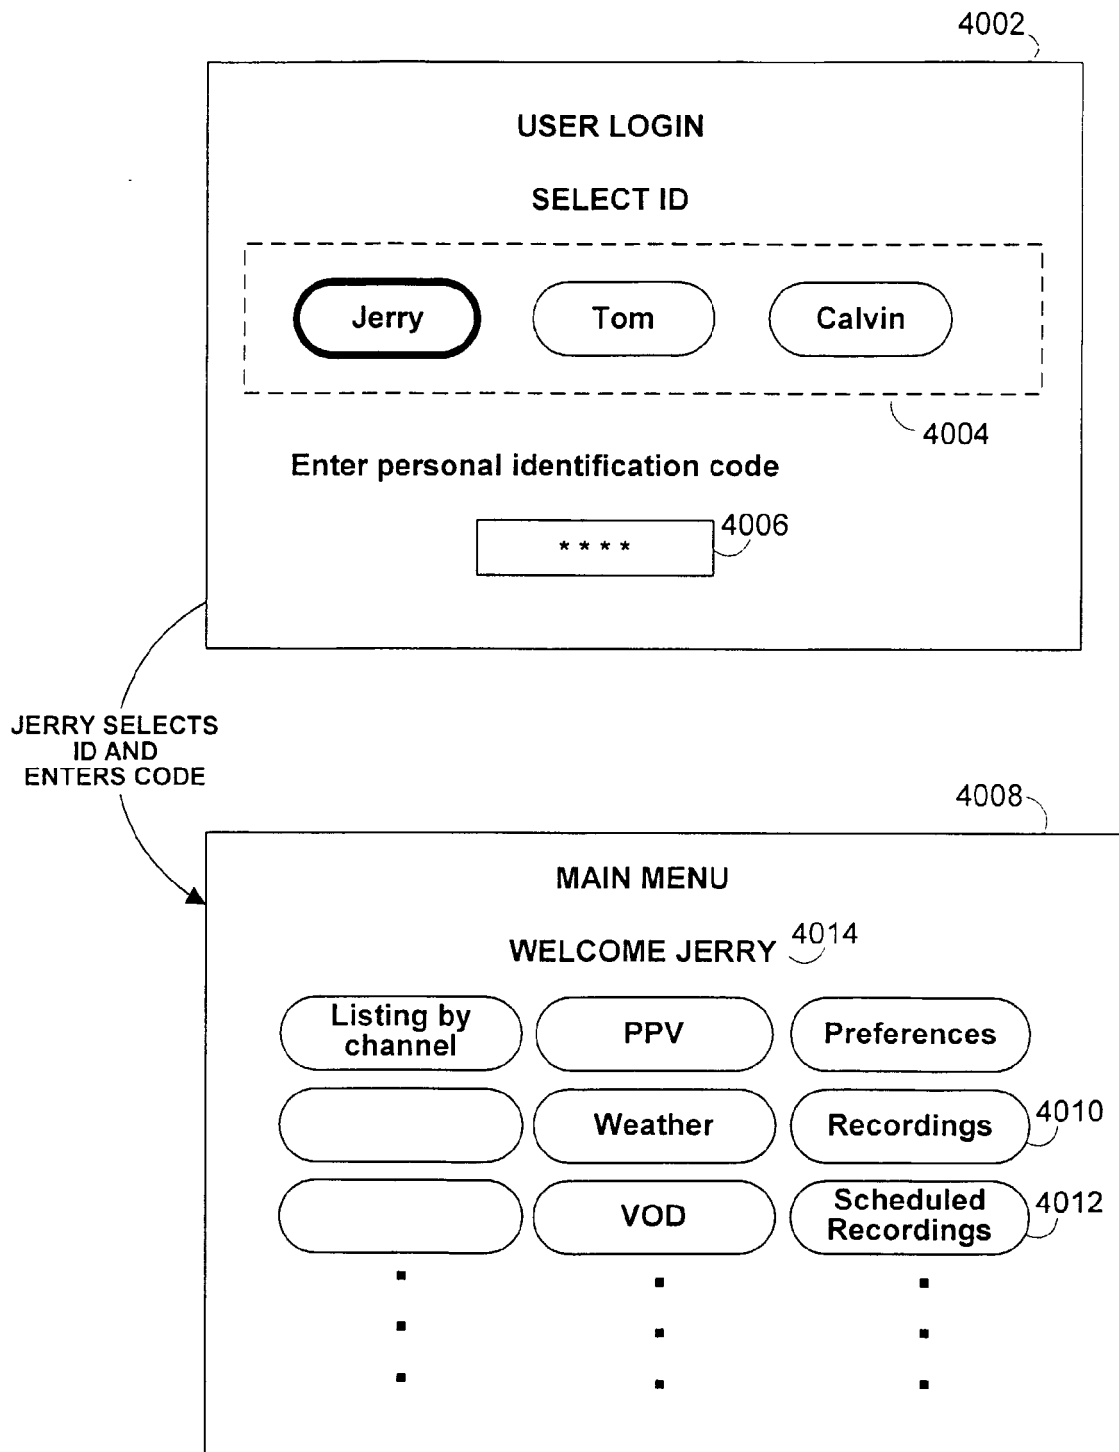 4002
USER LOGIN
SELECT ID
Jerry Tom Calvin
4004
Enter personal identification code
4006
* * * *
JERRY SELECTS
ID AND
ENTERS CODE
4008
MAIN MENU
WELCOME JERRY 4014
Listing by
channel
PPV
Preferences
Weather
Recordings
4010
VOD
Scheduled
Recordings
4012